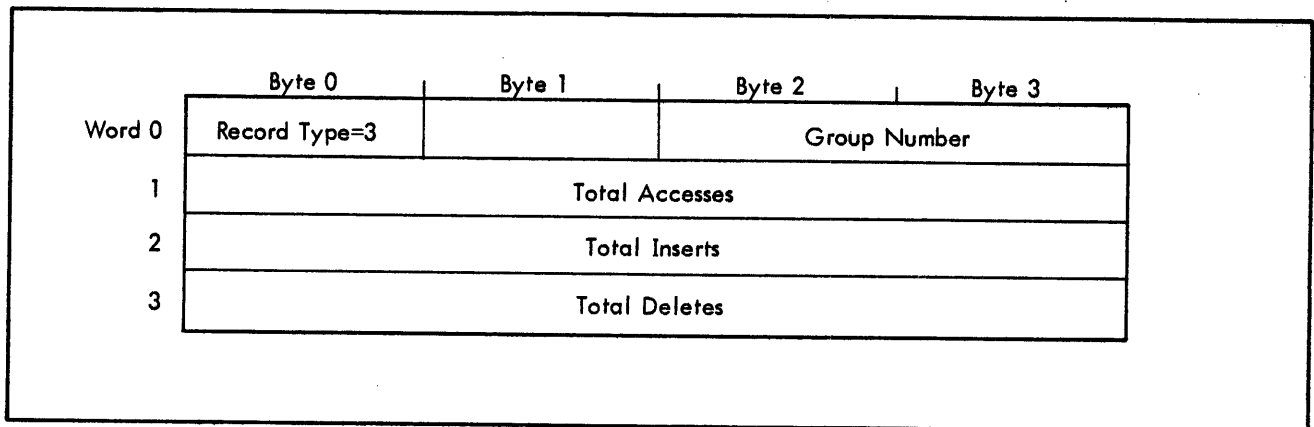 Byte 0 Byte 1 Byte 2 Byte 3
Word 0 Record Type=3 Group Number
1 Total Accesses
2 Total Inserts
3 Total Deletes